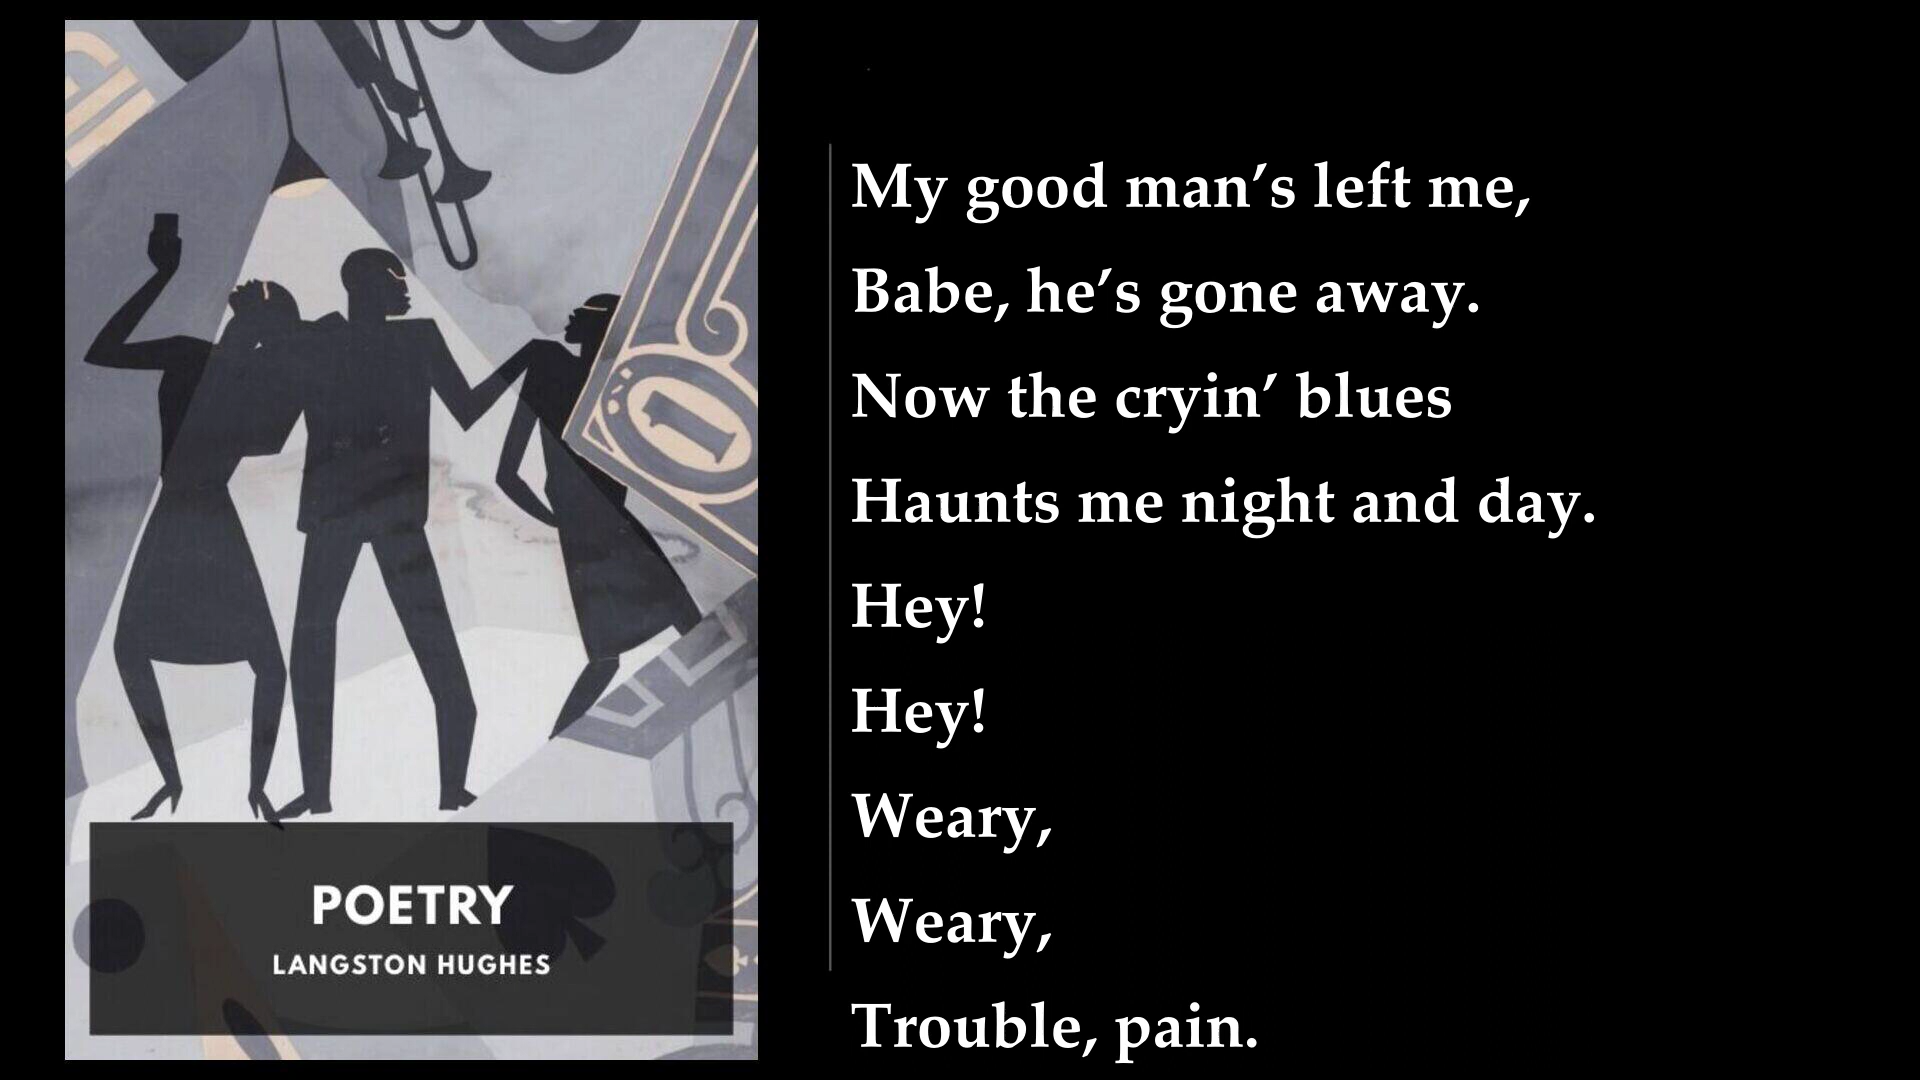 POETRY
LANGSTON HUGHES
My good man’s left me,
Babe, he’s gone away.
Now the cryin’ blues
Haunts me night and day.
Hey!
Hey!
Weary,
Weary,
Trouble, pain.